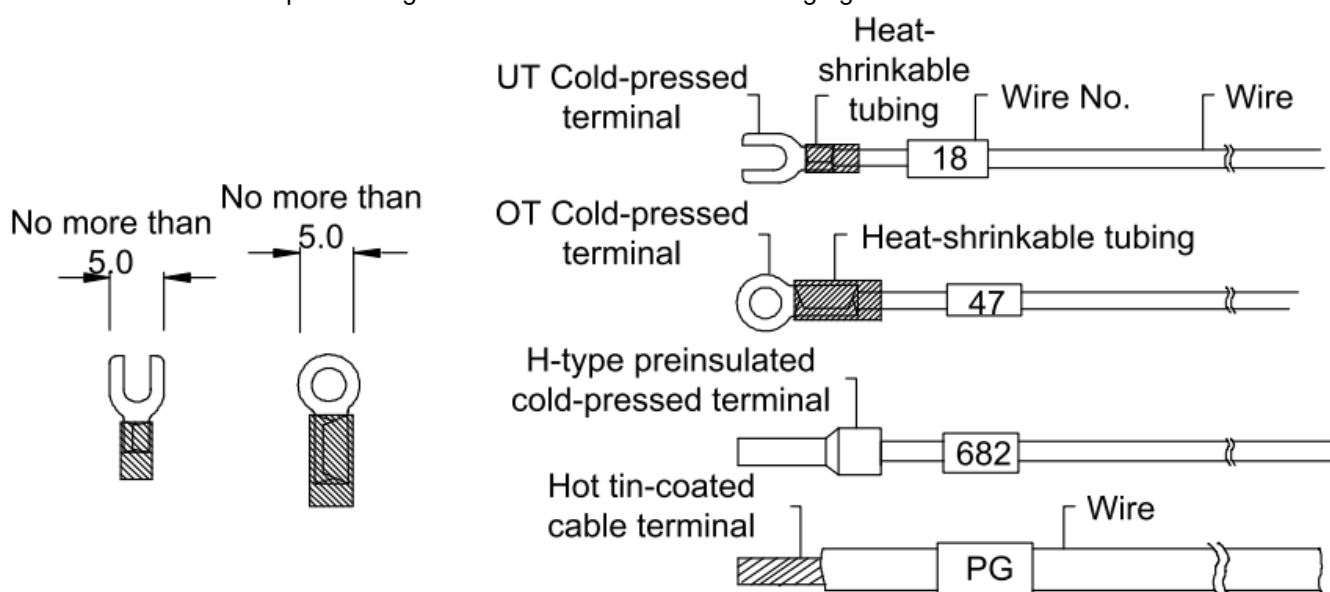 Heat-
shrinkable
tubing
UT Cold-pressed
terminal
Wire No.
Wire
18
No more than
5.0
No more than
5.0
OT Cold-pressed
terminal
Heat-shrinkable tubing
47
H-type preinsulated
cold-pressed terminal
682
Hot tin-coated
cable terminal
Wire
PG